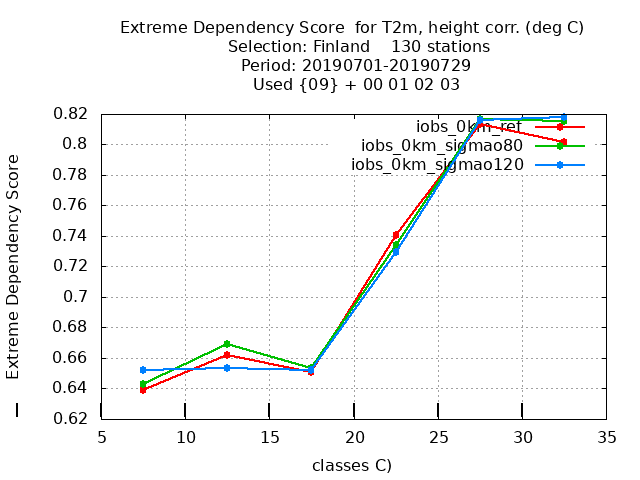 Extreme Dependency Score  for T2m, height corr. (deg C)
Selection: Finland    130 stations
Period: 20190701-20190729
Used {09} + 00 01 02 03
Extreme Dependency Score
0.82
0.8
0.78
0.76
0.74
0.72
0.7
0.68
0.66
0.64
0.62
iobs_0km_ref
iobs_0km_sigmao80
iobs_0km_sigmao120
5
10
15
20
25
30
35
classes C)